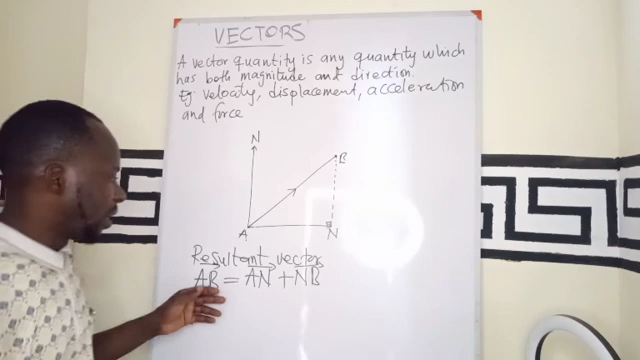 VECTORS
A vector quantity is any quantity which
has both magnitude and direction.
Eg: velocity, displacement, acceleration
and force
N
B
A
N
Resultant vector
AB = AN + NB